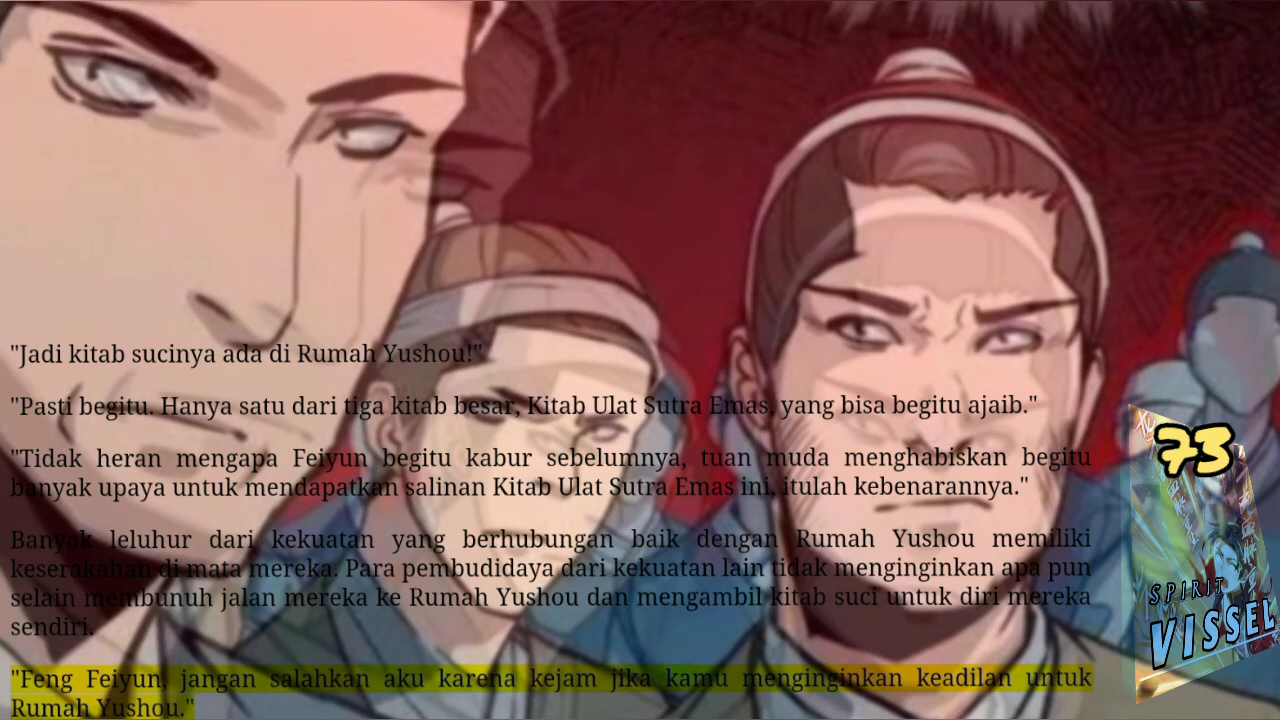 "Jadi kitab sucinya ada di Rumah Yushou!"
"Pasti begitu. Hanya satu dari tiga kitab besar, Kitab Ulat Sutra Emas, yang bisa begitu ajaib."
"Tidak heran mengapa Feiyun begitu kabur sebelumnya, tuan muda menghabiskan begitu
banyak upaya untuk mendapatkan salinan Kitab Ulat Sutra Emas ini, itulah kebenarannya."
Banyak leluhur dari kekuatan yang berhubungan baik dengan Rumah Yushou memiliki
keserakahan di mata mereka. Para pembudidaya dari kekuatan lain tidak menginginkan apa pun
selain membunuh jalan mereka ke Rumah Yushou dan mengambil kitab suci untuk diri mereka
sendiri.
"Feng Feiyun, jangan salahkan aku karena kejam jika kamu menginginkan keadilan untuk
Rumah Yushou."
73
SPIRIT
VISSEL